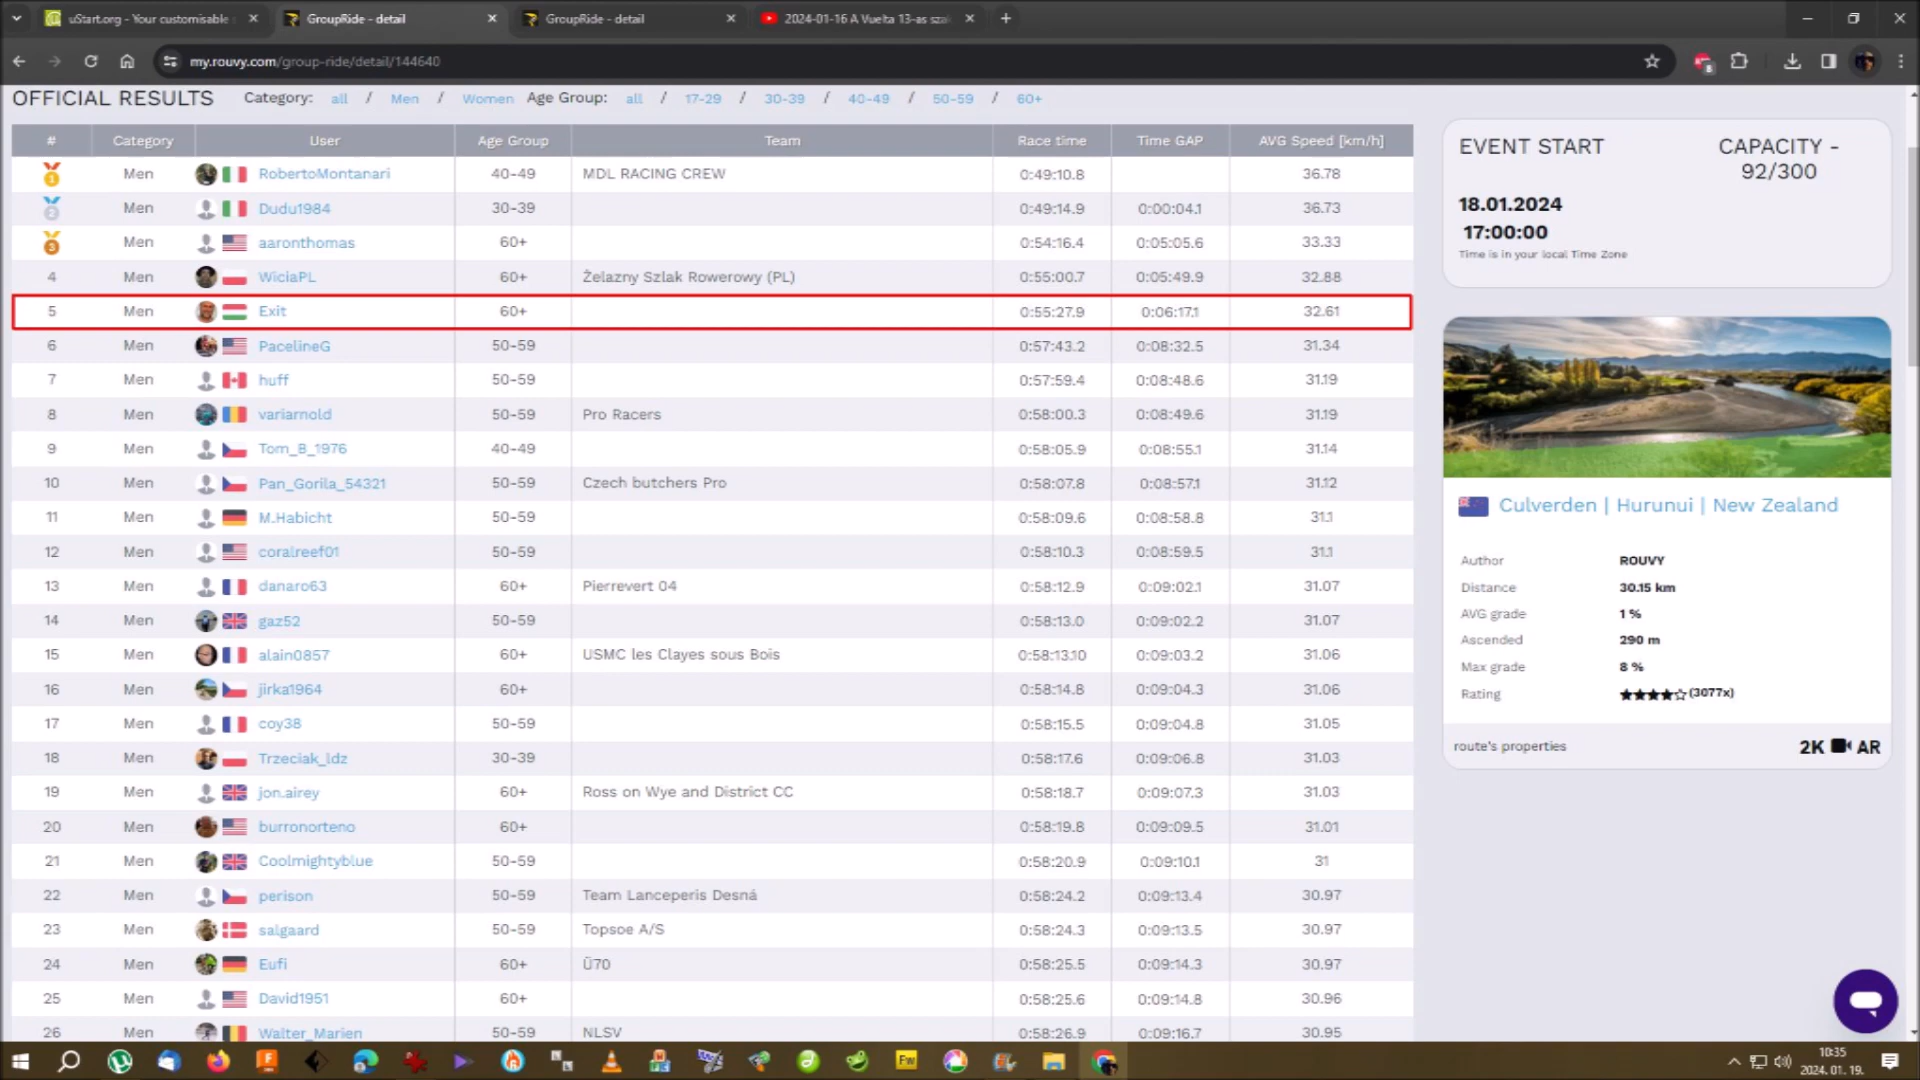 uStart.org - Your customisable s
GroupRide - detail
GroupRide - detail
2024-01-16 A Vuelta 13-as sza
my.rouvy.com/group-ride/detail/144640
OFFICIAL RESULTS Category: all / Men / Women Age Group: all / 17-29 / 30-39 / 40-49 / 50-59 / 60+
# Category User Age Group Team Race time Time GAP AVG Speed [km/h]
1 Men RobertoMontanari 40-49 MDL RACING CREW 0:49:10.8 36.78
2 Men Dudu1984 30-39 0:49:14.9 0:00:04.1 36.73
3 Men aaronthomas 60+ 0:54:16.4 0:05:05.6 33.33
4 Men WiciaPL 60+ Żelazny Szlak Rowerowy (PL) 0:55:00.7 0:05:49.9 32.88
5 Men Exit 60+ 0:55:27.9 0:06:17.1 32.61
6 Men PacelineG 50-59 0:57:43.2 0:08:32.5 31.34
7 Men huff 50-59 0:57:59.4 0:08:48.6 31.19
8 Men variarnold 50-59 Pro Racers 0:58:00.3 0:08:49.6 31.19
9 Men Tom_B_1976 40-49 0:58:05.9 0:08:55.1 31.14
10 Men Pan_Gorila_54321 50-59 Czech butchers Pro 0:58:07.8 0:08:57.1 31.12
11 Men M.Habicht 50-59 0:58:09.6 0:08:58.8 31.1
12 Men coralreef01 50-59 0:58:10.3 0:08:59.5 31.1
13 Men danaro63 60+ Pierrevert 04 0:58:12.9 0:09:02.1 31.07
14 Men gaz52 50-59 0:58:13.0 0:09:02.2 31.07
15 Men alain0857 60+ USMC les Clayes sous Bois 0:58:13.10 0:09:03.2 31.06
16 Men jirka1964 60+ 0:58:14.8 0:09:04.3 31.06
17 Men coy38 50-59 0:58:15.5 0:09:04.8 31.05
18 Men Trzeciak_ldz 30-39 0:58:17.6 0:09:06.8 31.03
19 Men jon.airey 60+ Ross on Wye and District CC 0:58:18.7 0:09:07.3 31.03
20 Men burronorteno 60+ 0:58:19.8 0:09:09.5 31.01
21 Men Coolmightyblue 50-59 0:58:20.9 0:09:10.1 31
22 Men perison 50-59 Team Lanceperis Desná 0:58:24.2 0:09:13.4 30.97
23 Men salgaard 50-59 Topsoe A/S 0:58:24.3 0:09:13.5 30.97
24 Men Eufi 60+ Ü70 0:58:25.5 0:09:14.3 30.97
25 Men David1951 60+ 0:58:25.6 0:09:14.8 30.96
26 Men Walter_Marien 50-59 NLSV 0:58:26.9 0:09:16.7 30.95
EVENT START
18.01.2024
17:00:00
Time is in your local Time Zone
CAPACITY -
92/300
Culverden | Hurunui | New Zealand
Author ROUVY
Distance 30.15 km
AVG grade 1 %
Ascended 290 m
Max grade 8 %
Rating ★★★★☆ (3077x)
route's properties 2K AR
Fw
10:35
2024. 01. 19.